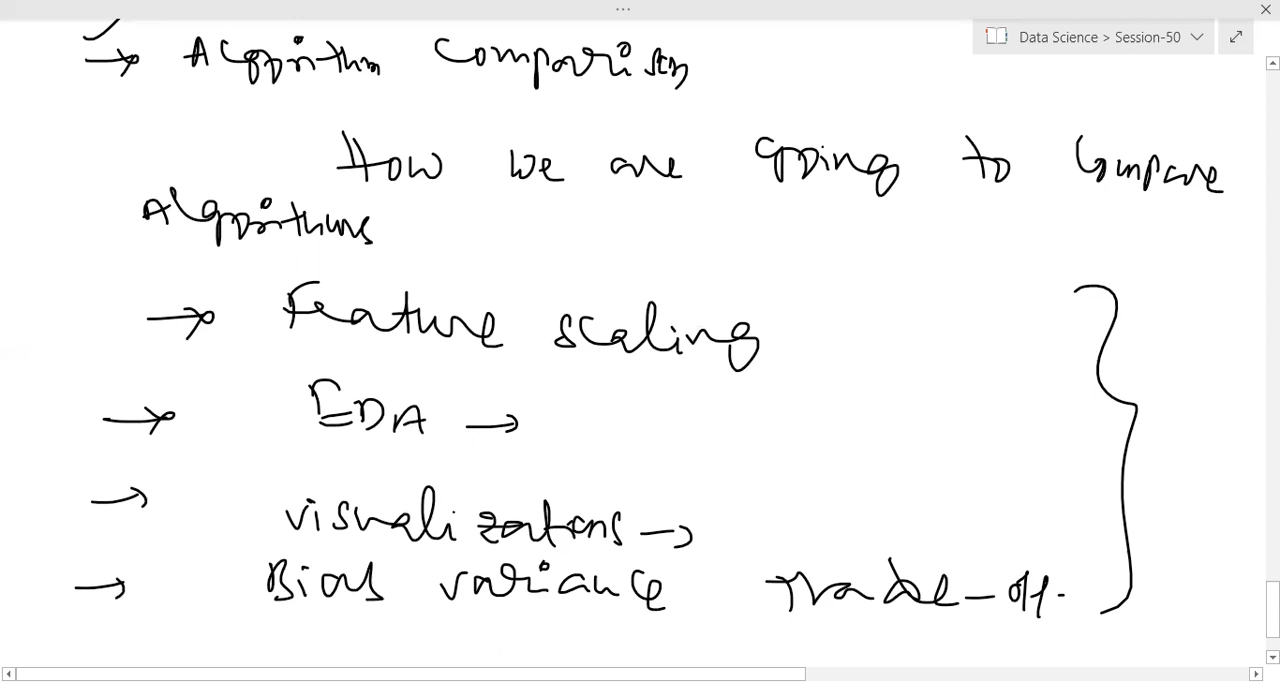 ...
Data Science > Session-50
→ Algorithm Comparison
How we are going to Compare
Algorithms
→ Feature scaling
→ EDA →
→ visualizations →
→ Bias variance trade-off.